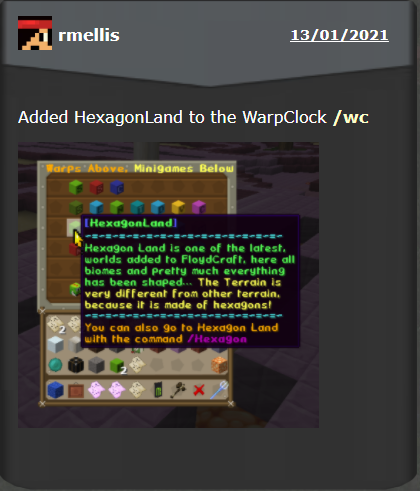 rmellis
13/01/2021
Added HexagonLand to the WarpClock /wc
Warps Above, Minigames Below
[HexagonLand]
-=-=-=-=-=-=-=-=-=-=-=-=-=-=-
Hexagon Land is one of the latest,
worlds added to FloydCraft, here all
biomes and pretty much everything
has been shaped... The Terrain is
very different from other terrain,
because it is made of hexagons!
-=-=-=-=-=-=-=-=-=-=-=-=-=-=-
You can also go to Hexagon Land
with the command /Hexagon
2
2